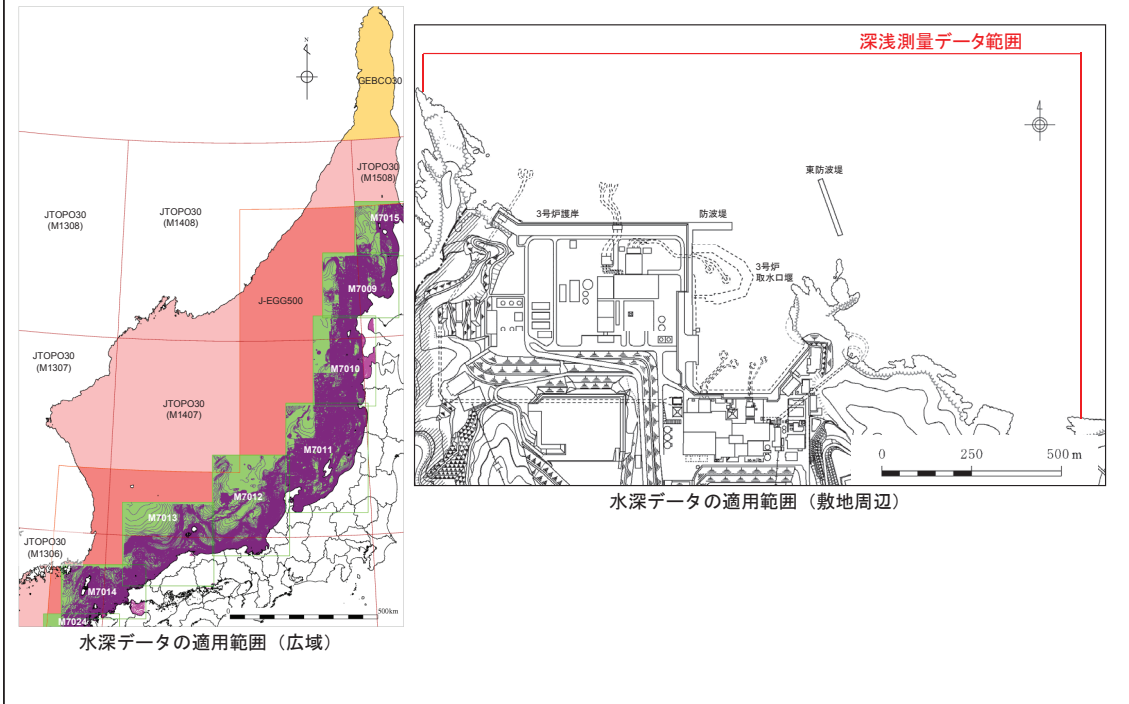 N
GEBCO30
JTOPO30
(M1508)
JTOPO30
(M1308)
JTOPO30
(M1408)
M7015
M7009
J-EGG500
JTOPO30
(M1307)
M7010
JTOPO30
(M1407)
M7011
M7012
M7013
JTOPO30
(M1306)
M7014
M7024
0
500km
水深データの適用範囲（広域）
深浅測量データ範囲
東防波堤
3号炉護岸
防波堤
3号炉
取水口堰
0
250
500 m
水深データの適用範囲（敷地周辺）